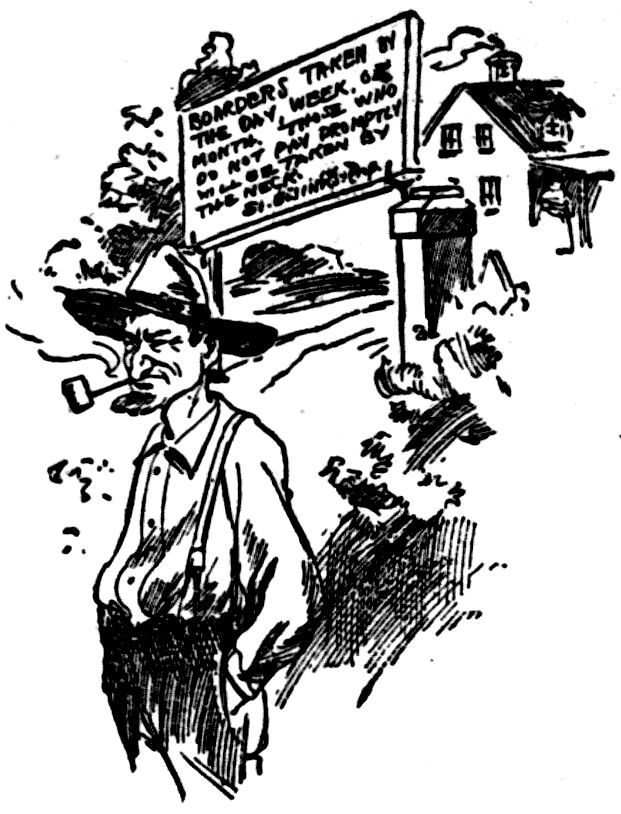 BOARDERS TAKEN BY
THE DAY, WEEK, OR
MONTH. THOSE WHO
DO NOT PAY PROMPTLY
WILL BE TAKEN BY
THE NECK.
SI.